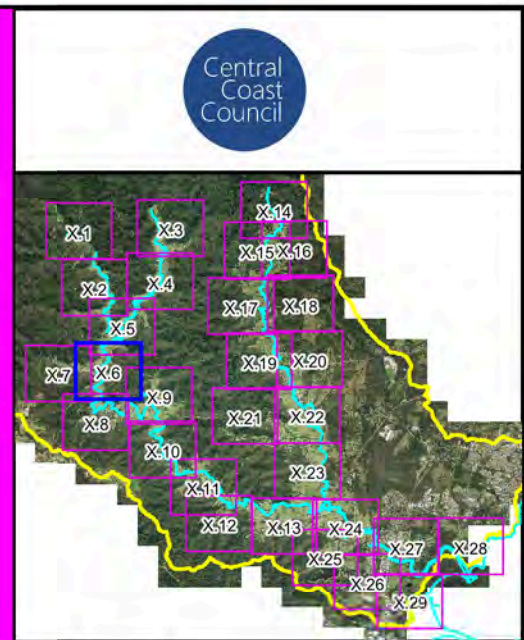 Central
Coast
Council
X.1
X.3
X.14
X.15
X.16
X.2
X.4
X.17
X.18
X.5
X.7
X.6
X.19
X.20
X.8
X.9
X.21
X.22
X.10
X.23
X.11
X.12
X.13
X.24
X.25
X.27
X.28
X.26
X.29